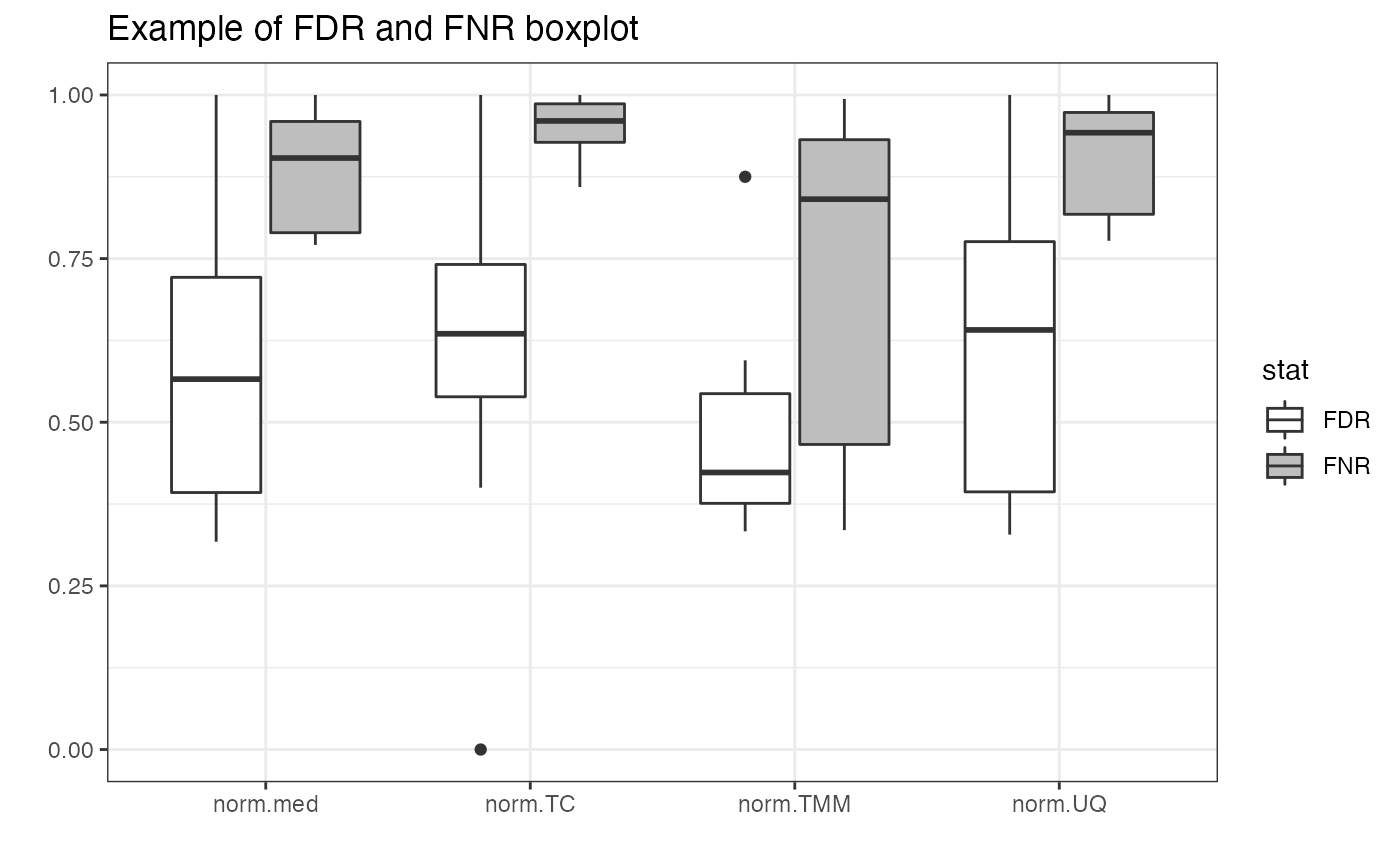 Example of FDR and FNR boxplot
1.00
0.75
0.50
0.25
0.00
norm.med norm.TC norm.TMM norm.UQ
stat
FDR
FNR